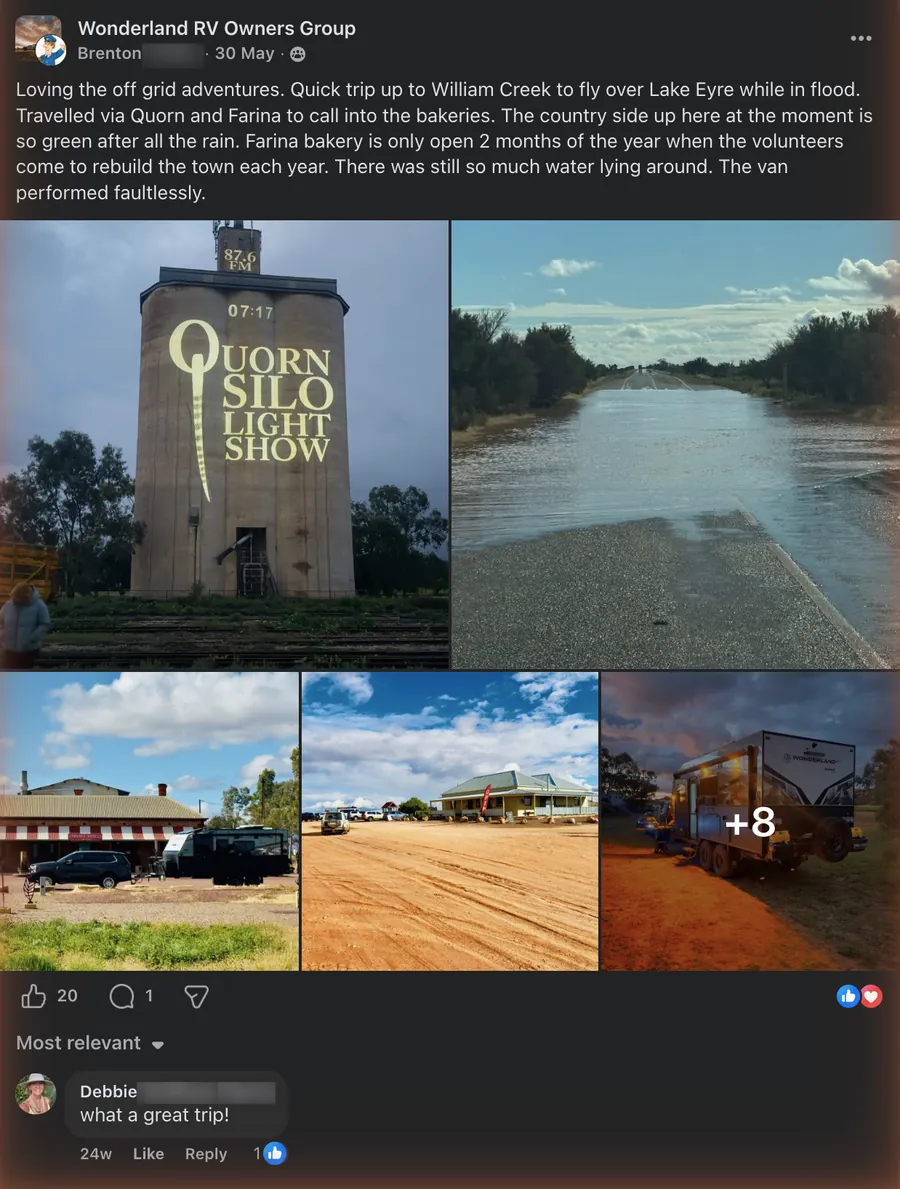 Wonderland RV Owners Group
Brenton · 30 May ·
Loving the off grid adventures. Quick trip up to William Creek to fly over Lake Eyre while in flood.
Travelled via Quorn and Farina to call into the bakeries. The country side up here at the moment is
so green after all the rain. Farina bakery is only open 2 months of the year when the volunteers
come to rebuild the town each year. There was still so much water lying around. The van
performed faultlessly.
87.6
FM
07:17
QUORN
SILO
LIGHT
SHOW
WONDERLAND
+8
20
1
Most relevant
Debbie
what a great trip!
24w Like Reply 1